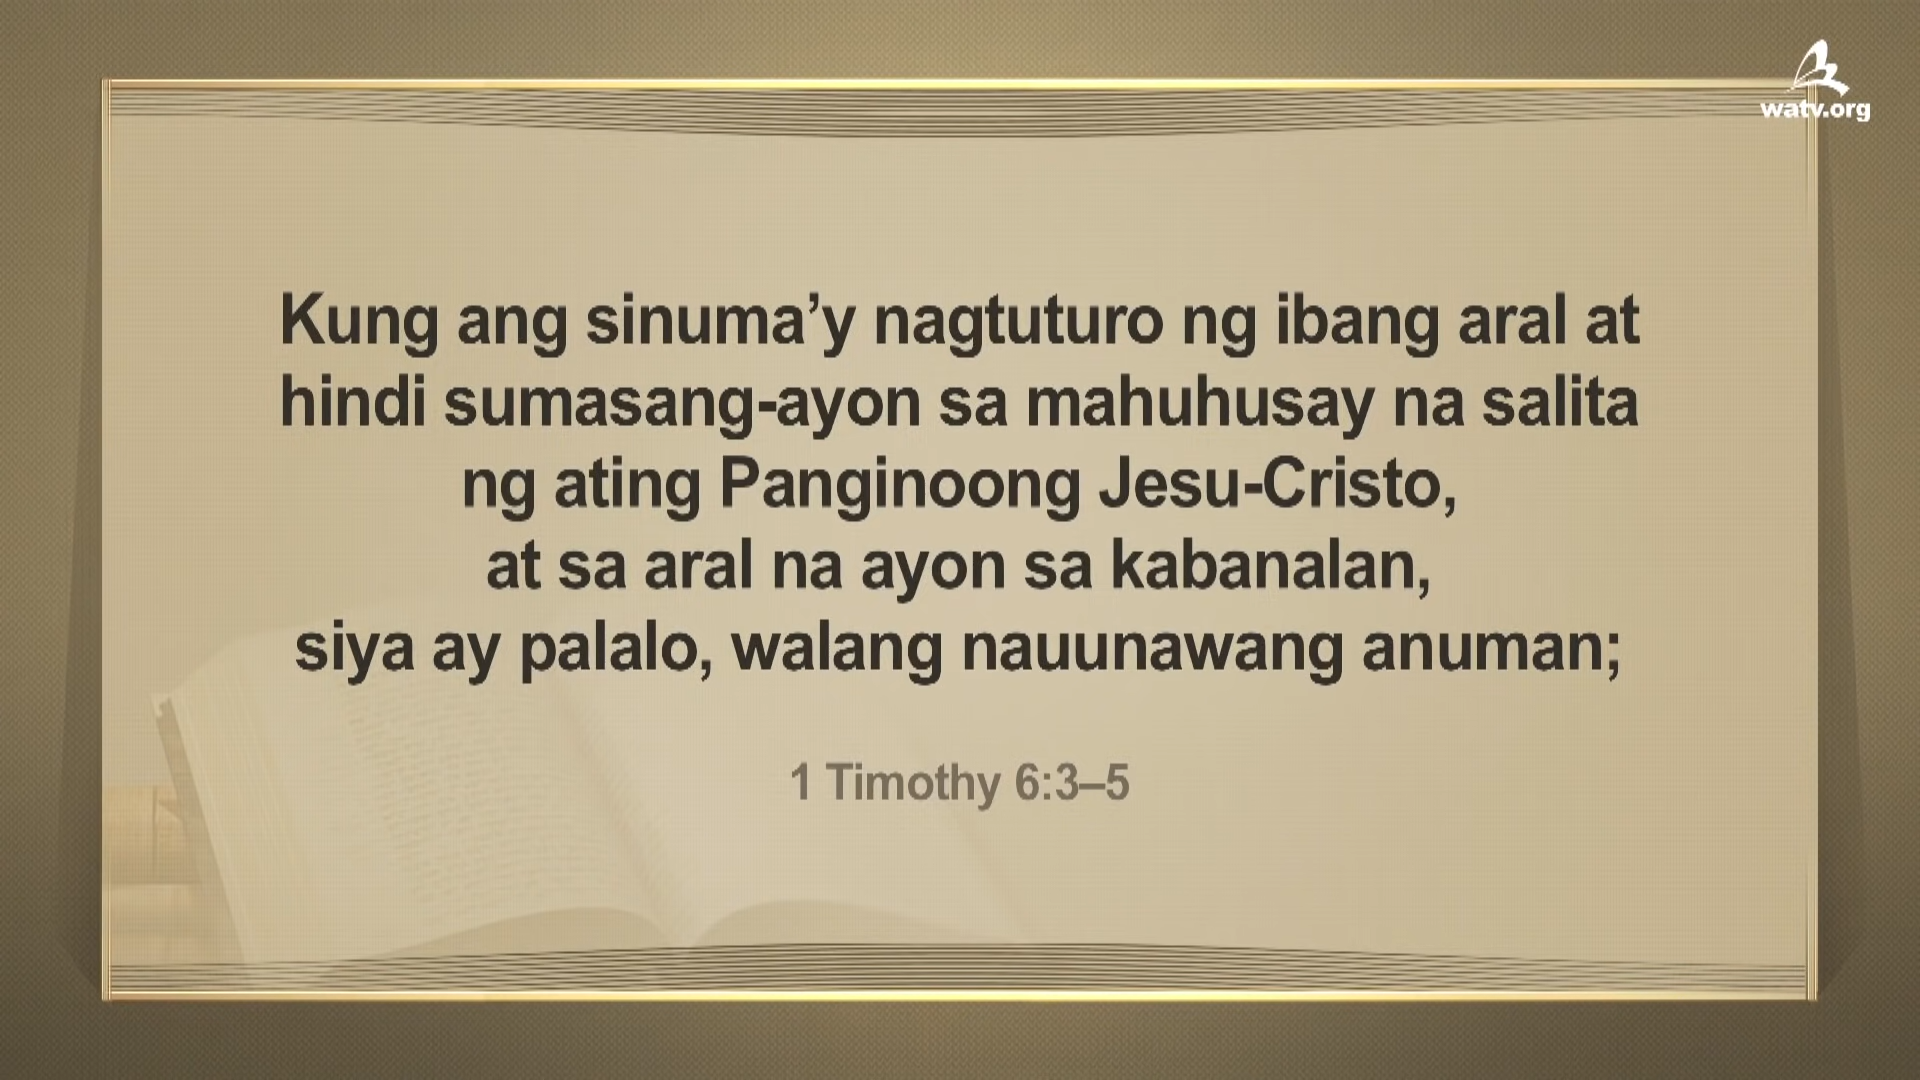 watv.org
Kung ang sinuma’y nagtuturo ng ibang aral at
hindi sumasang-ayon sa mahuhusay na salita
ng ating Panginoong Jesu-Cristo,
at sa aral na ayon sa kabanalan,
siya ay palalo, walang nauunawang anuman;
1 Timothy 6:3–5